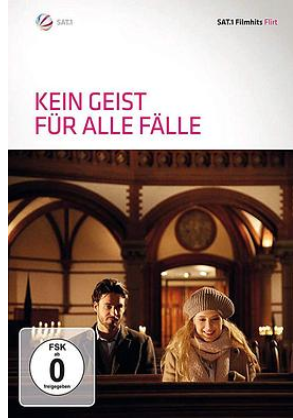 SAT.1
SAT.1 Filmhits Flirt
KEIN GEIST
FÜR ALLE FÄLLE
FSK
ab
0
freigegeben